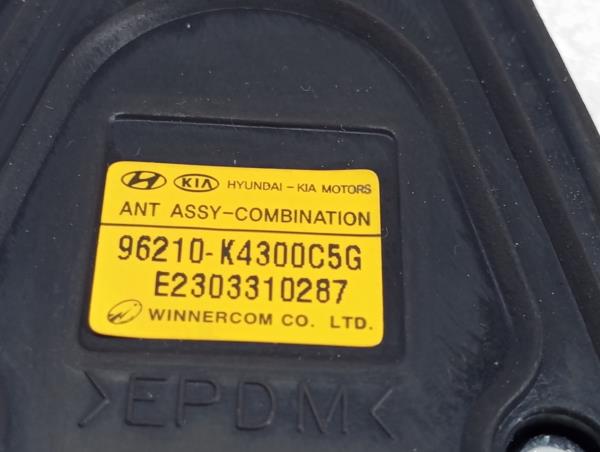 KIA HYUNDAI - KIA MOTORS
ANT ASSY-COMBINATION
96210-K4300C5G
E2303310287
WINNERCOM CO. LTD.
>EPDM<